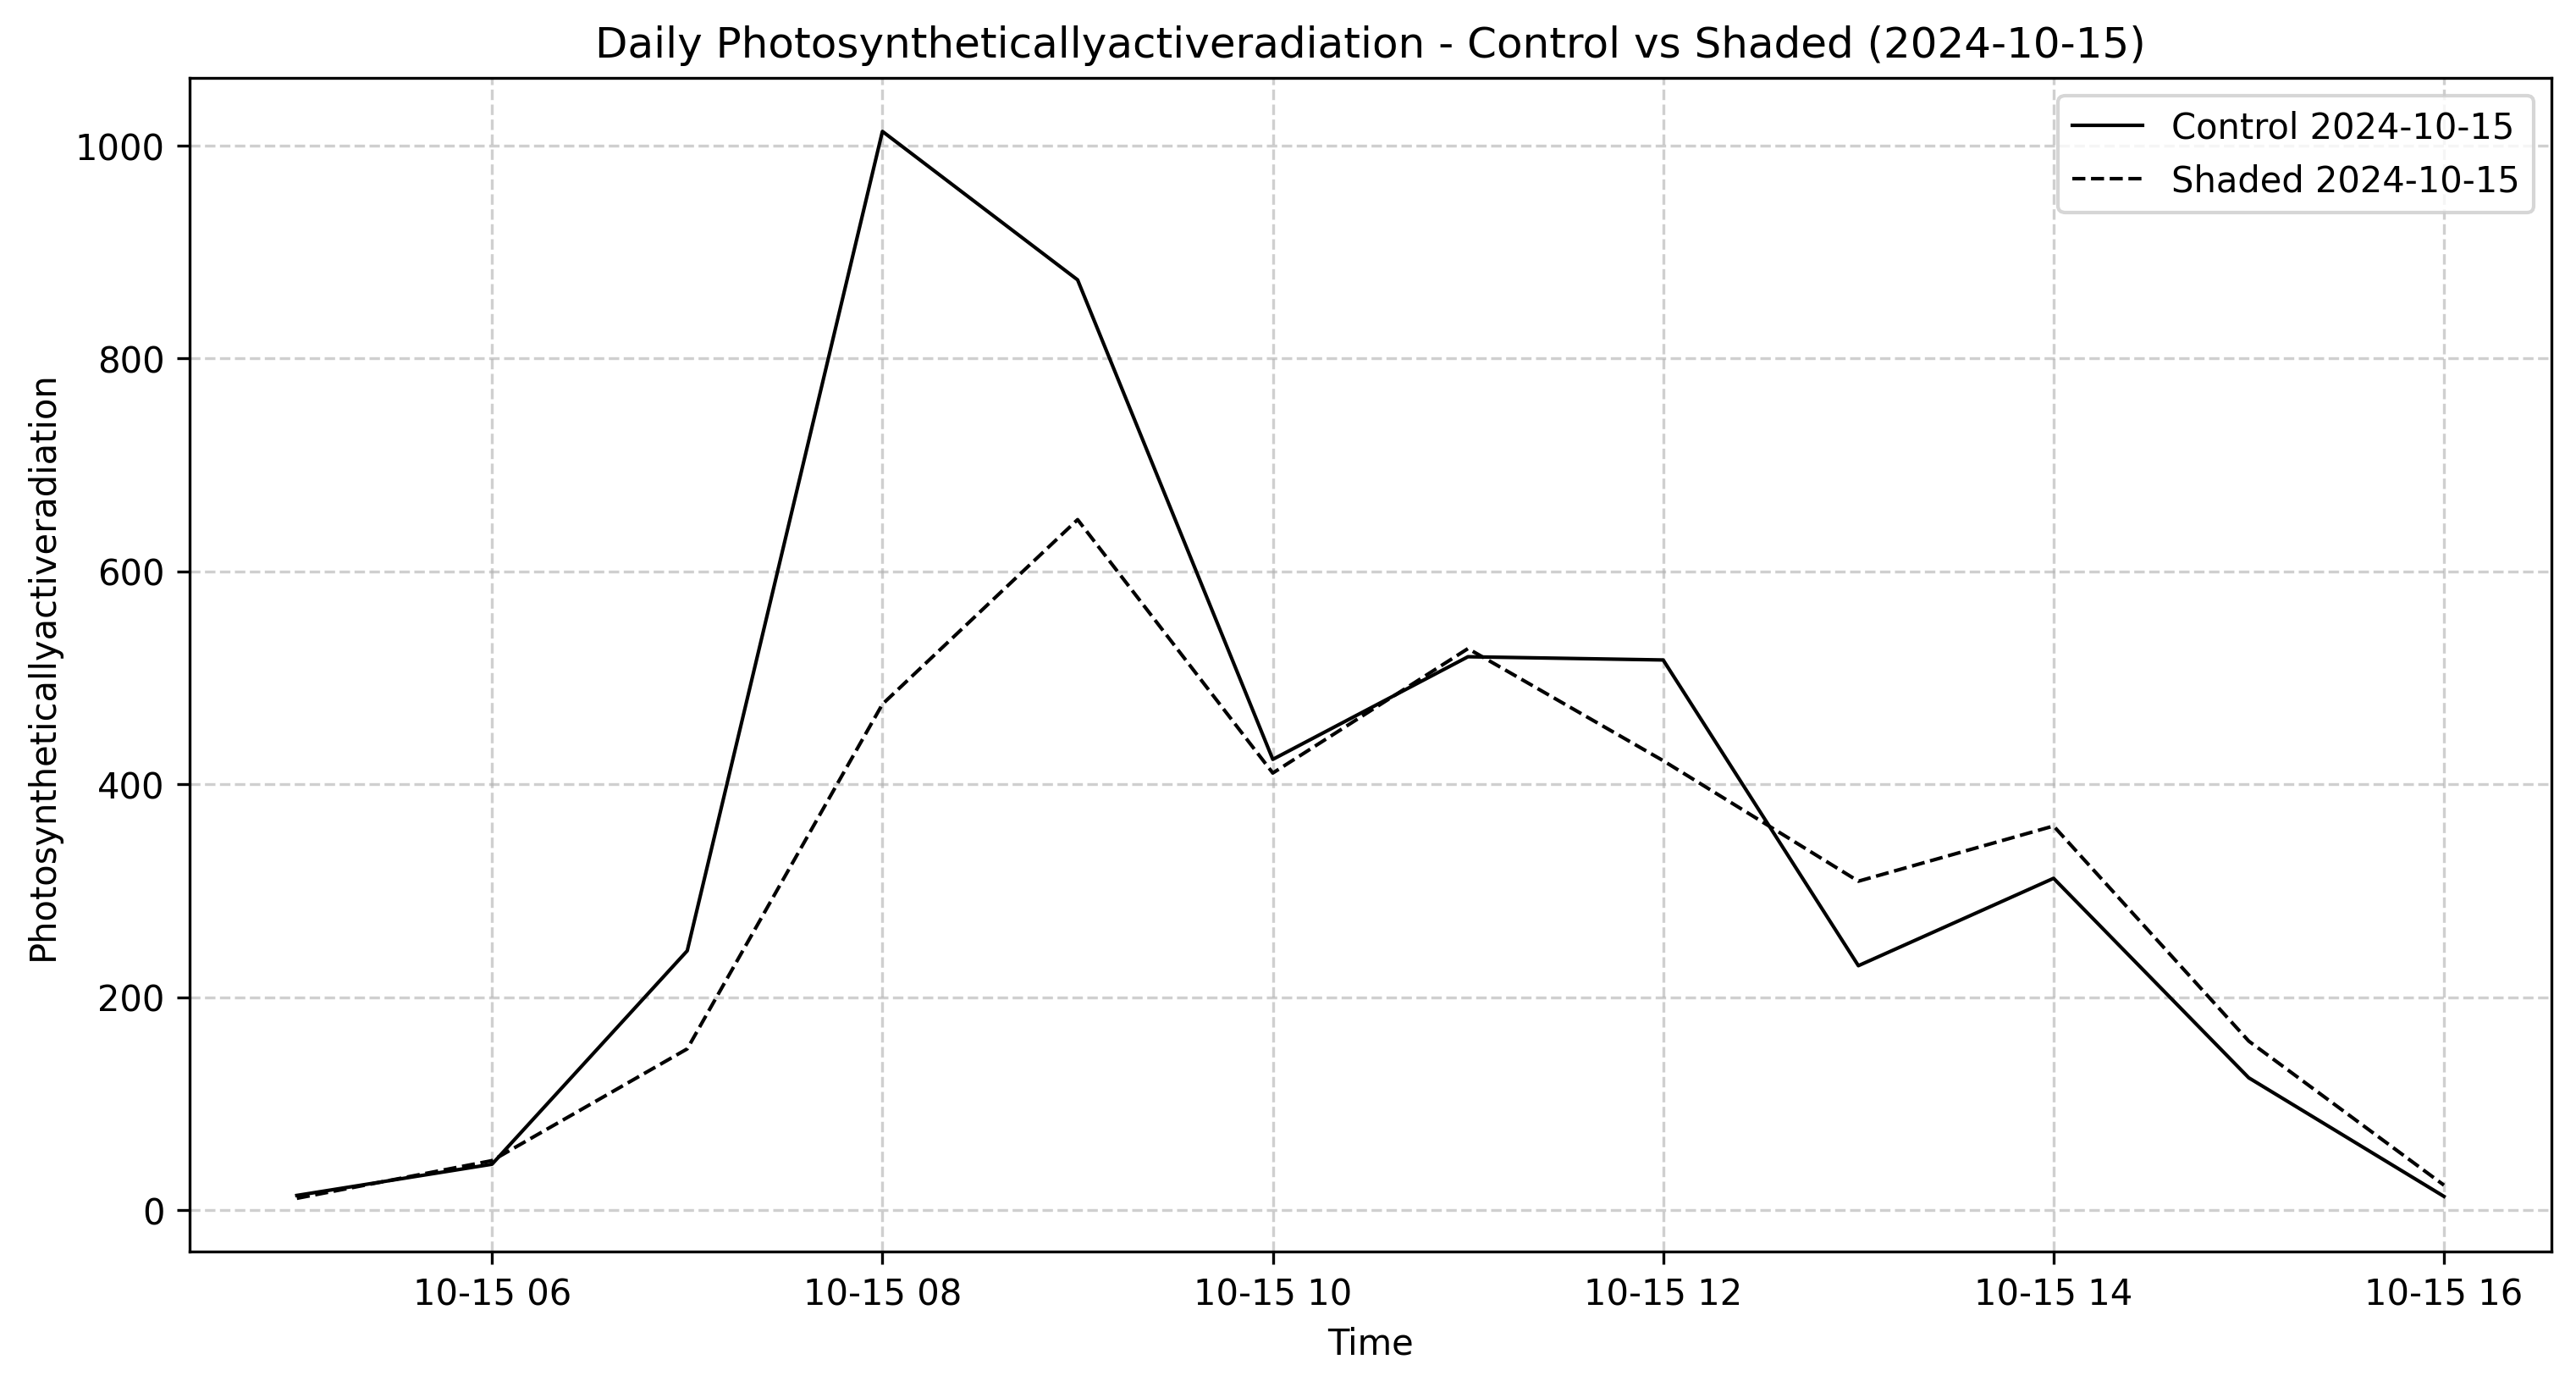 Daily Photosyntheticallyactiveradiation - Control vs Shaded (2024-10-15)
Control 2024-10-15
Shaded 2024-10-15
Photosyntheticallyactiveradiation
1000
800
600
400
200
0
10-15 06 10-15 08 10-15 10 10-15 12 10-15 14 10-15 16
Time